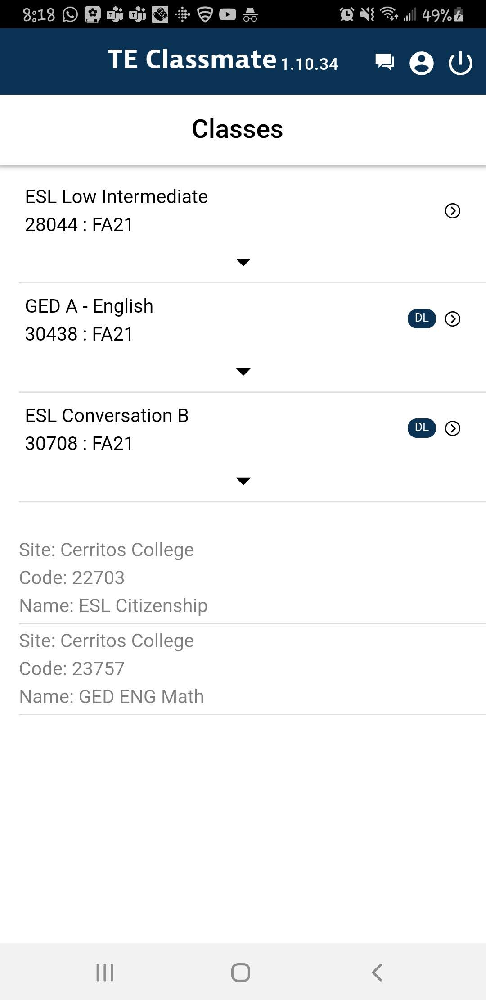 8:18 49%
TE Classmate 1.10.34
Classes
ESL Low Intermediate
28044 : FA21
GED A - English
DL
30438 : FA21
ESL Conversation B
DL
30708 : FA21
Site: Cerritos College
Code: 22703
Name: ESL Citizenship
Site: Cerritos College
Code: 23757
Name: GED ENG Math